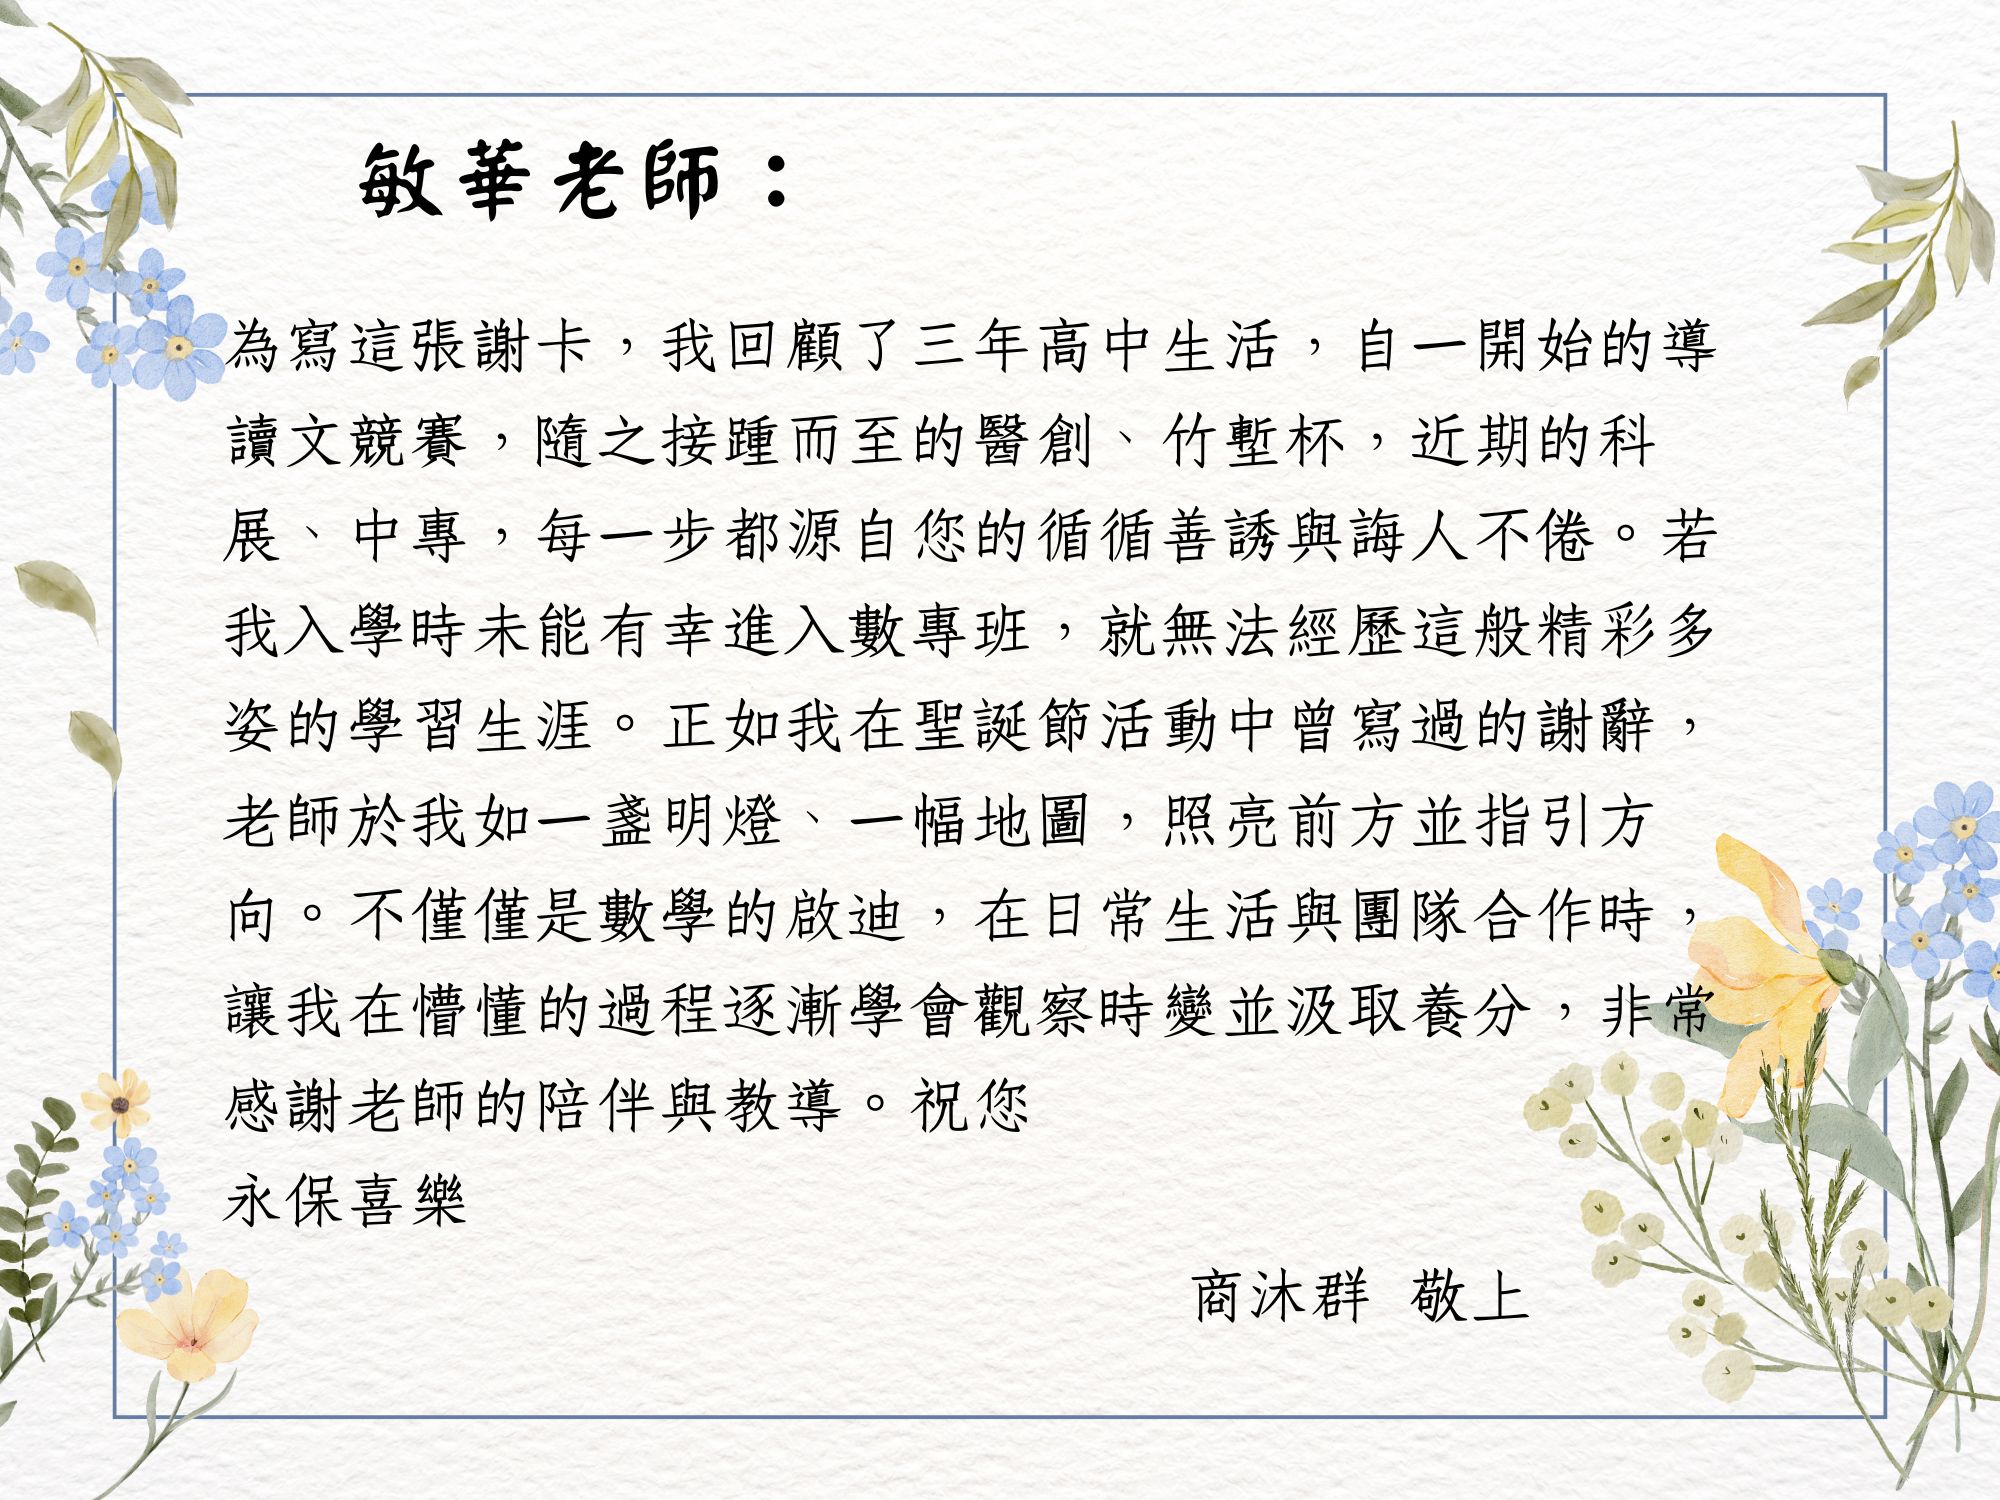 敏華老師：
為寫這張謝卡，我回顧了三年高中生活，自一開始的導
讀文競賽，隨之接踵而至的醫創、竹塹杯，近期的科
展、中專，每一步都源自您的循循善誘與誨人不倦。若
我入學時未能有幸進入數專班，就無法經歷這般精彩多
姿的學習生涯。正如我在聖誕節活動中曾寫過的謝辭，
老師於我如一盞明燈、一幅地圖，照亮前方並指引方
向。不僅僅是數學的啟迪，在日常生活與團隊合作時，
讓我在懵懂的過程逐漸學會觀察時變並汲取養分，非常
感謝老師的陪伴與教導。祝您
永保喜樂
商沐群 敬上